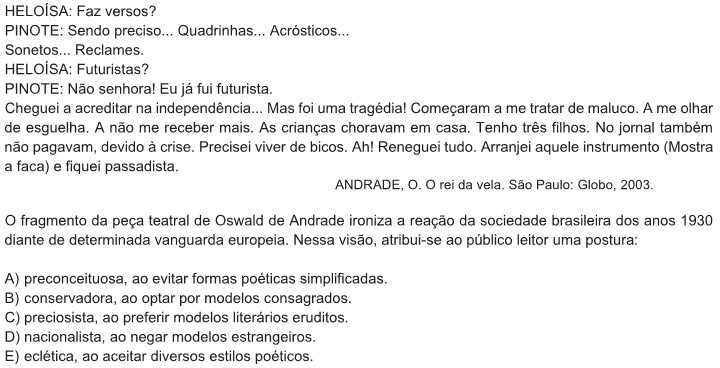 HELOÍSA: Faz versos?
PINOTE: Sendo preciso... Quadrinhas... Acrósticos...
Sonetos... Reclames.
HELOÍSA: Futuristas?
PINOTE: Não senhora! Eu já fui futurista.
Cheguei a acreditar na independência... Mas foi uma tragédia! Começaram a me tratar de maluco. A me olhar
de esguelha. A não me receber mais. As crianças choravam em casa. Tenho três filhos. No jornal também
não pagavam, devido à crise. Precisei viver de bicos. Ah! Reneguei tudo. Arranjei aquele instrumento (Mostra
a faca) e fiquei passadista.
ANDRADE, O. O rei da vela. São Paulo: Globo, 2003.
O fragmento da peça teatral de Oswald de Andrade ironiza a reação da sociedade brasileira dos anos 1930
diante de determinada vanguarda europeia. Nessa visão, atribui-se ao público leitor uma postura:
A) preconceituosa, ao evitar formas poéticas simplificadas.
B) conservadora, ao optar por modelos consagrados.
C) preciosista, ao preferir modelos literários eruditos.
D) nacionalista, ao negar modelos estrangeiros.
E) eclética, ao aceitar diversos estilos poéticos.